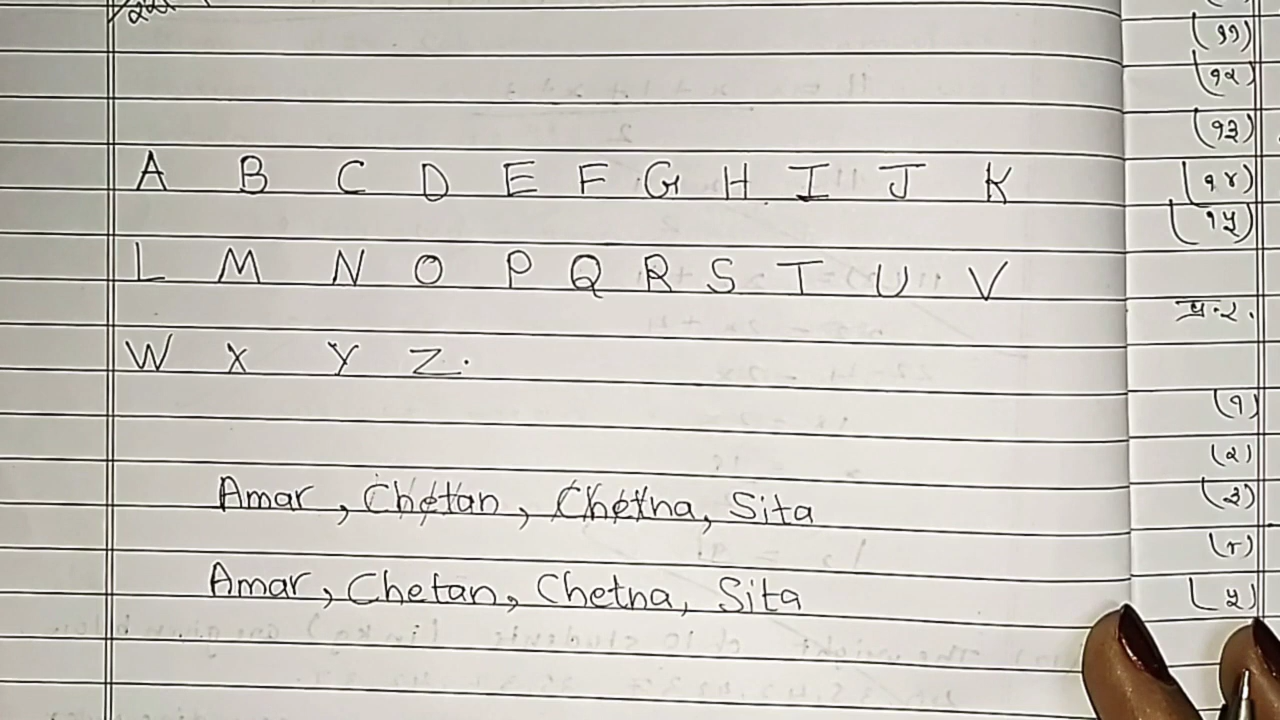 A B C D E F G H I J K
L M N O P Q R S T U V
W X Y Z.
Amar, Chetan, Chetna, Sita
Amar, Chetan, Chetna, Sita
(११)
(१२)
(१३)
(१४)
(१५)
प्र.२.
(१)
(२)
(३)
(४)
(५)